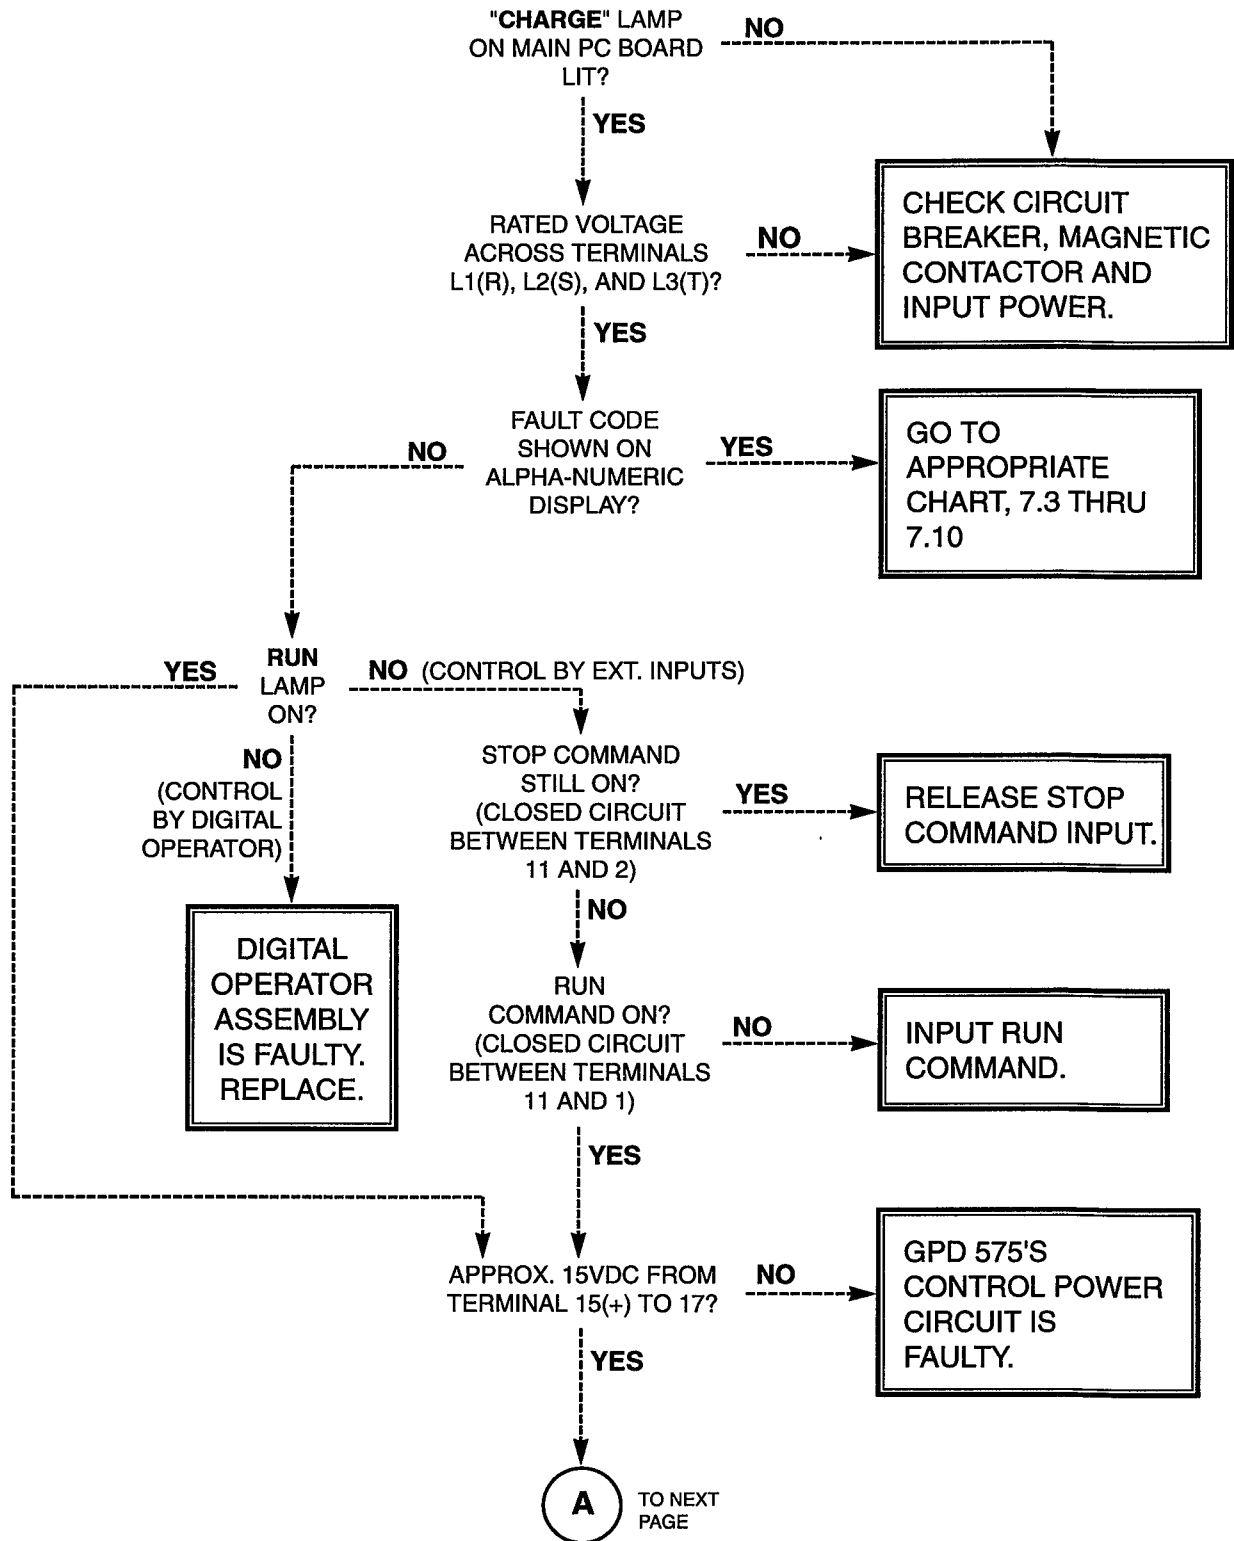 "CHARGE" LAMP
ON MAIN PC BOARD
LIT?
NO
YES
RATED VOLTAGE
ACROSS TERMINALS
L1(R), L2(S), AND L3(T)?
NO
CHECK CIRCUIT
BREAKER, MAGNETIC
CONTACTOR AND
INPUT POWER.
YES
FAULT CODE
SHOWN ON
ALPHA-NUMERIC
DISPLAY?
NO
YES
GO TO
APPROPRIATE
CHART, 7.3 THRU
7.10
YES
RUN
LAMP
ON?
NO (CONTROL BY EXT. INPUTS)
NO
(CONTROL
BY DIGITAL
OPERATOR)
DIGITAL
OPERATOR
ASSEMBLY
IS FAULTY.
REPLACE.
STOP COMMAND
STILL ON?
(CLOSED CIRCUIT
BETWEEN TERMINALS
11 AND 2)
YES
RELEASE STOP
COMMAND INPUT.
NO
RUN
COMMAND ON?
(CLOSED CIRCUIT
BETWEEN TERMINALS
11 AND 1)
NO
INPUT RUN
COMMAND.
YES
APPROX. 15VDC FROM
TERMINAL 15(+) TO 17?
NO
GPD 575'S
CONTROL POWER
CIRCUIT IS
FAULTY.
YES
A
TO NEXT
PAGE